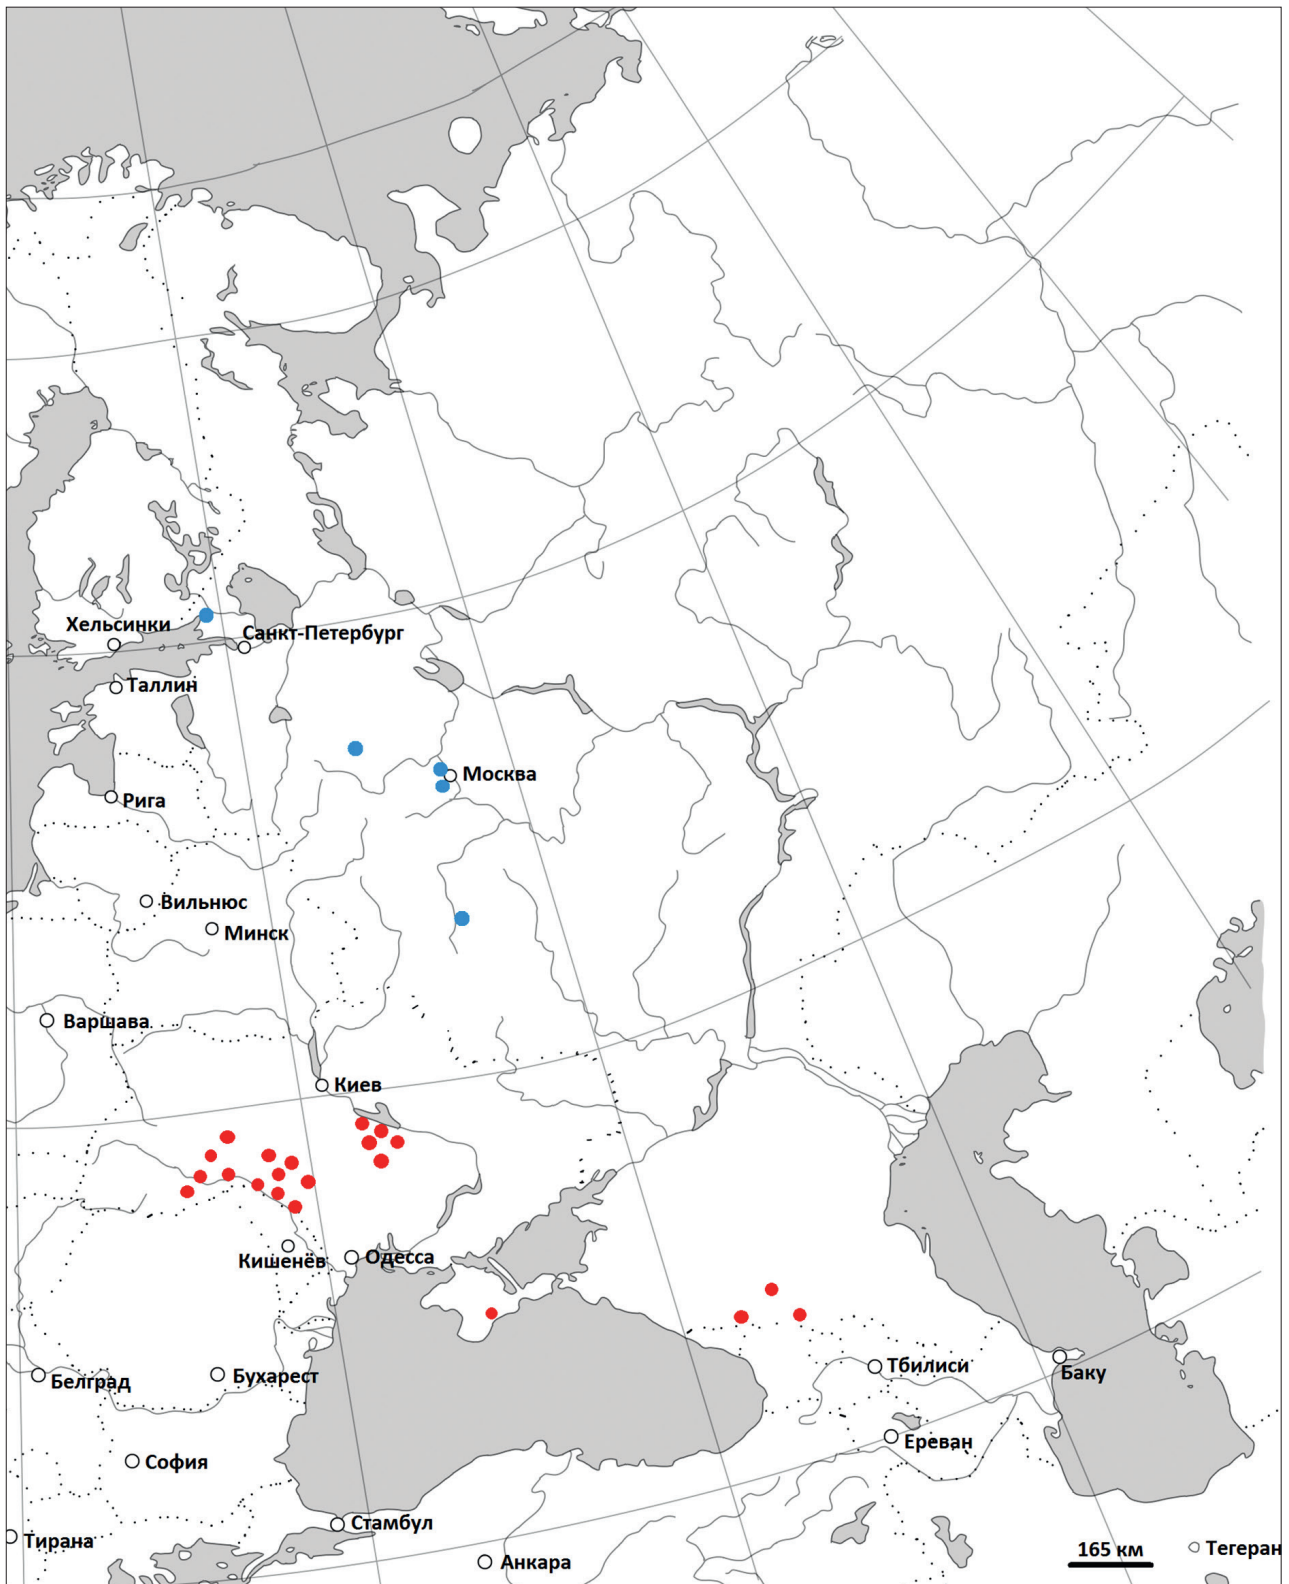 Хельсинки
Санкт-Петербург
Таллин
Москва
Рига
Вильнюс
Минск
Варшава
Киев
Кишенёв
Одесса
Белград
Бухарест
Тбилиси
Баку
Ереван
София
Стамбул
Тирана
Анкара
165 км
Тегеран